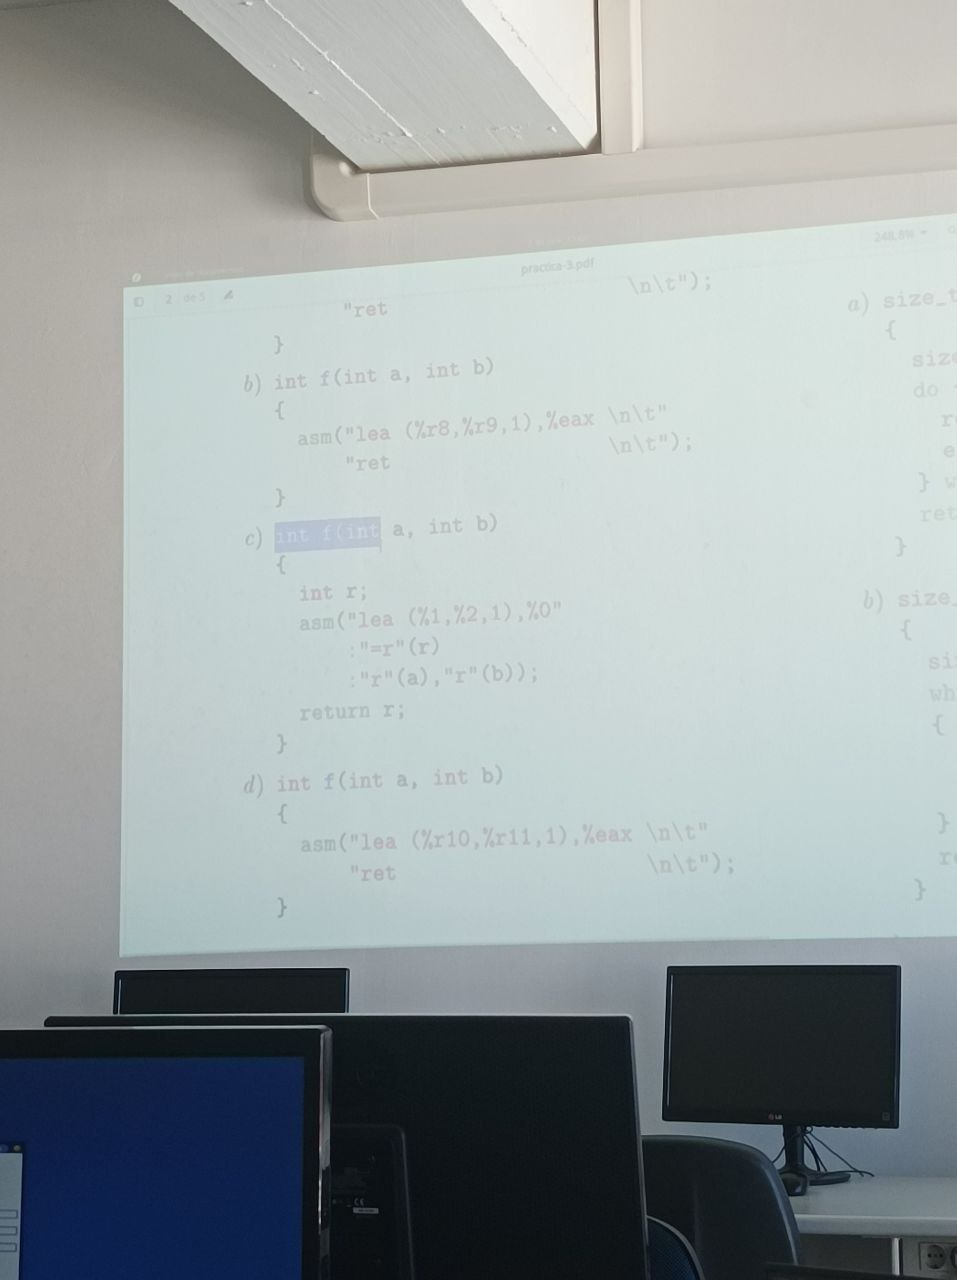 practica-3.pdf
248,8%
2 de 5
"ret \n\t");
}
b) int f(int a, int b)
{
asm("lea (%r8,%r9,1),%eax \n\t"
"ret \n\t");
}
c) int f(int a, int b)
{
int r;
asm("lea (%1,%2,1),%0"
:"=r"(r)
:"r"(a),"r"(b));
return r;
}
d) int f(int a, int b)
{
asm("lea (%r10,%r11,1),%eax \n\t"
"ret \n\t");
}
a) size_t
{
size
do
r
e
} w
ret
}
b) size_
{
si
wh
{
}
r
}
LG